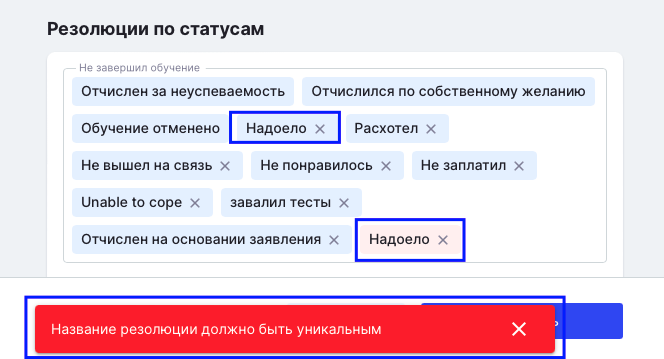 Резолюции по статусам
Не завершил обучение
Отчислен за неуспеваемость Отчислился по собственному желанию
Обучение отменено Надоело Расхотел
Не вышел на связь Не понравилось Не заплатил
Unable to cope завалил тесты
Отчислен на основании заявления Надоело
Название резолюции должно быть уникальным